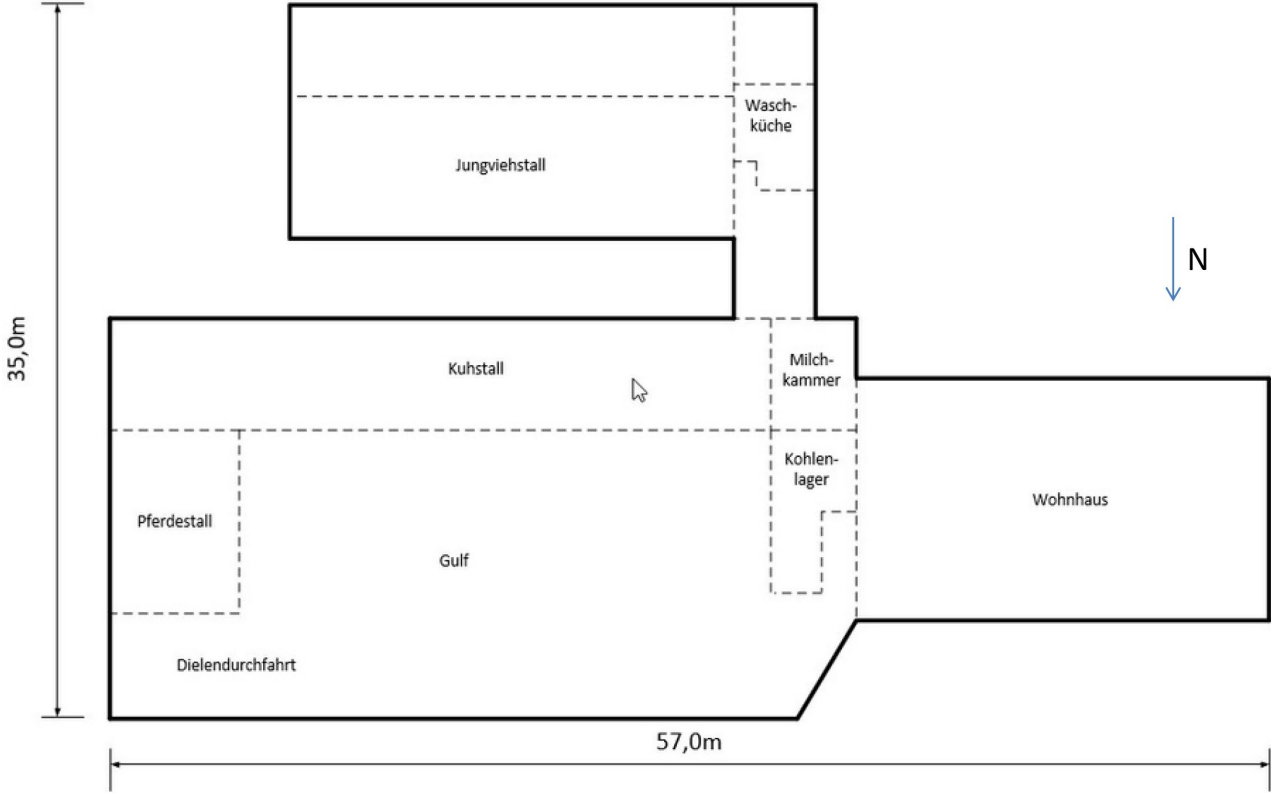 Wasch-
küche
Jungviehstall
N
35,0m
Kuhstall
Milch-
kammer
Kohlen-
lager
Wohnhaus
Pferdestall
Gulf
Dielendurchfahrt
57,0m